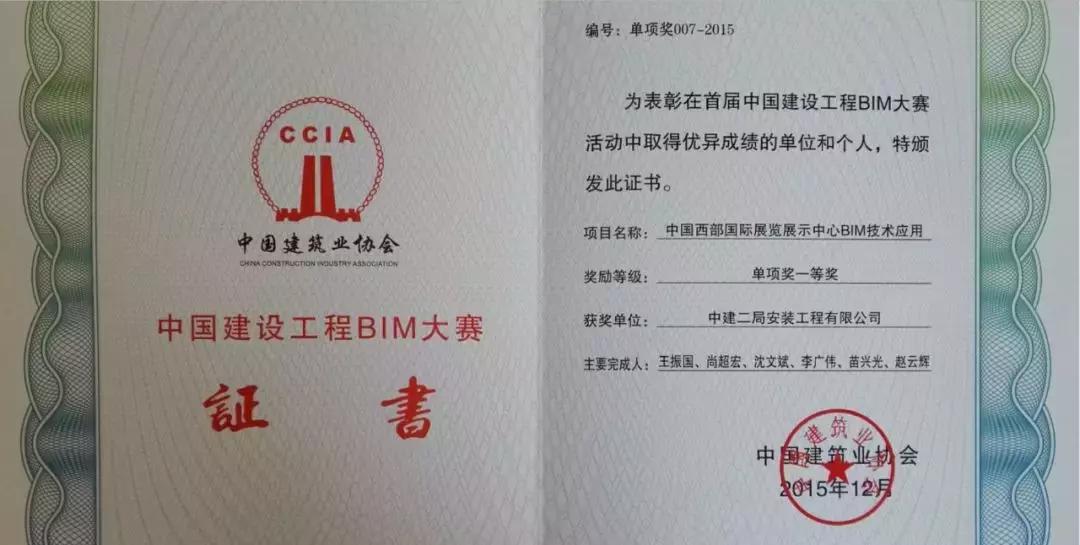 CCIA
中国建筑业协会
CHINA CONSTRUCTION INDUSTRY ASSOCIATION
中国建设工程BIM大赛
証 書
编号：单项奖007-2015
为表彰在首届中国建设工程BIM大赛
活动中取得优异成绩的单位和个人，特颁
发此证书。
项目名称：中国西部国际展览展示中心BIM技术应用
奖励等级：单项奖一等奖
获奖单位：中建二局安装工程有限公司
主要完成人：王振国、尚超宏、沈文斌、李广伟、苗兴光、赵云辉
中国建筑业协会
中国建筑业协会
2015年12月